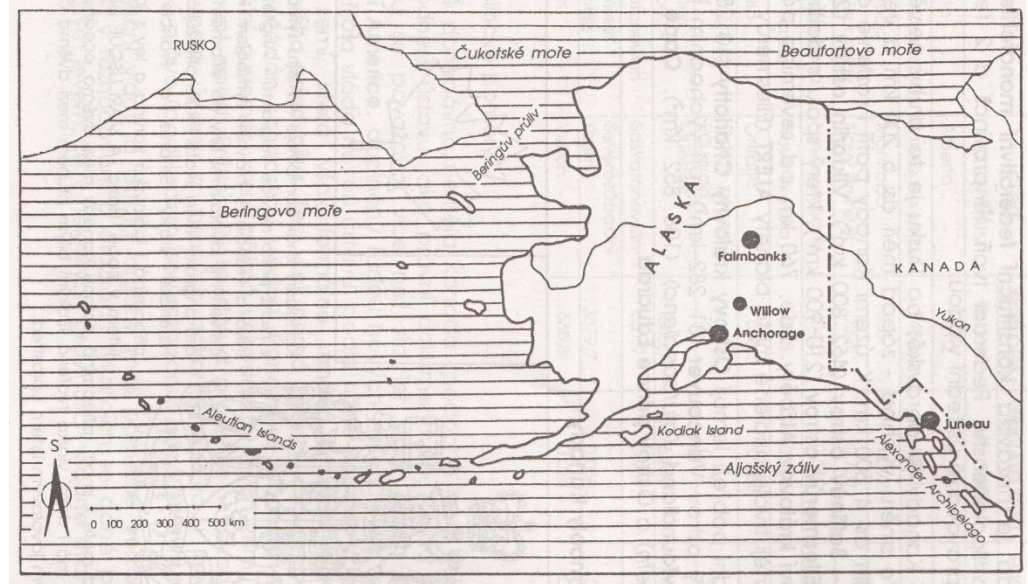 RUSKO
Čukotské moře
Beaufortovo moře
Beringův průliv
Beringovo moře
ALASKA
Fairnbanks
KANADA
Willow
Yukon
Anchorage
Aleutian Islands
Kodiak Island
Juneau
S
Aljašský záliv
Alexander Archipelago
0 100 200 300 400 500 km